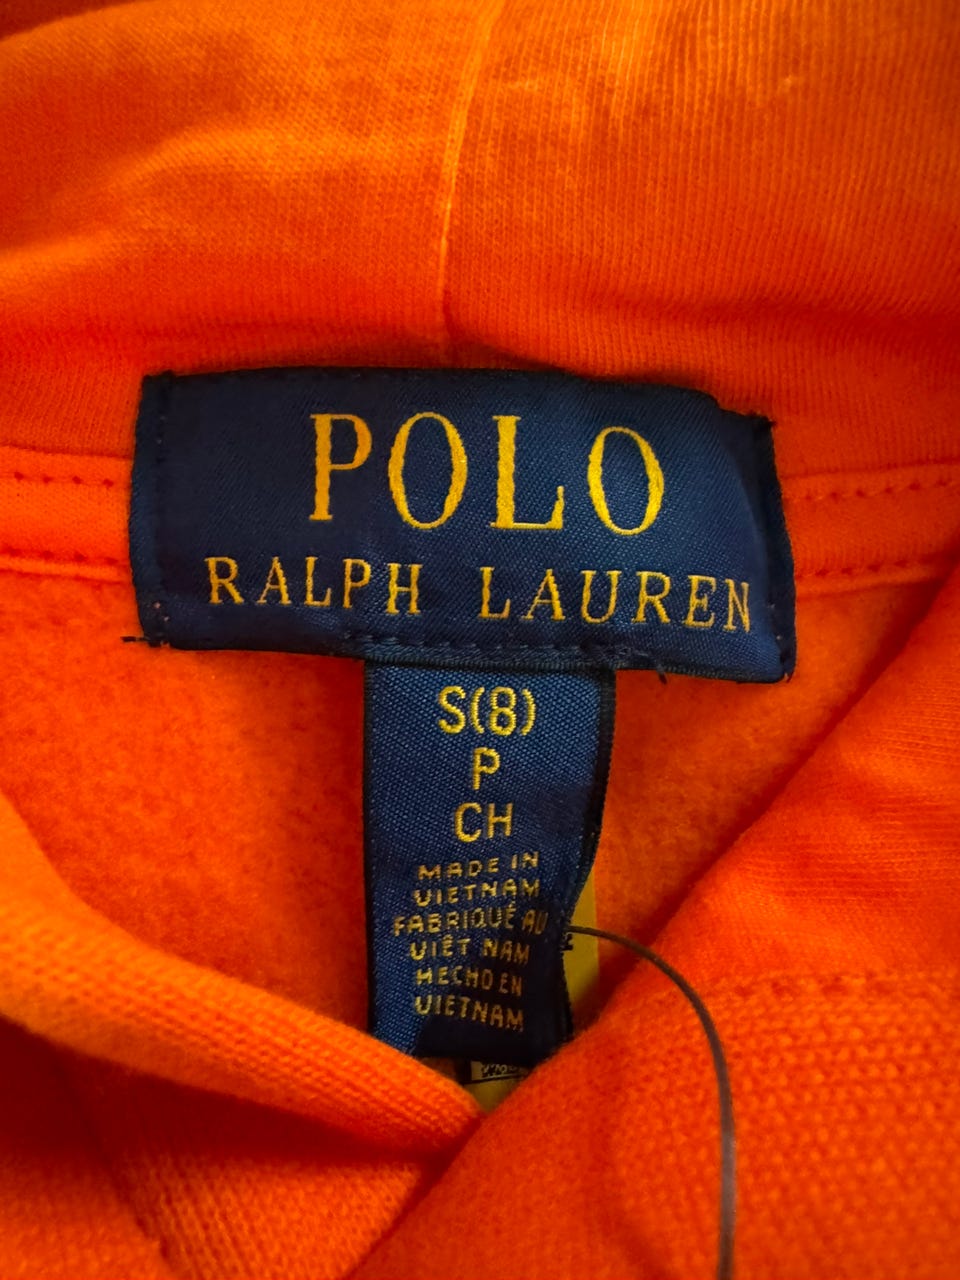 POLO
RALPH LAUREN
S(8)
P
CH
MADE IN
VIETNAM
FABRIQUÉ AU
VIÊT NAM
HECHO EN
VIETNAM